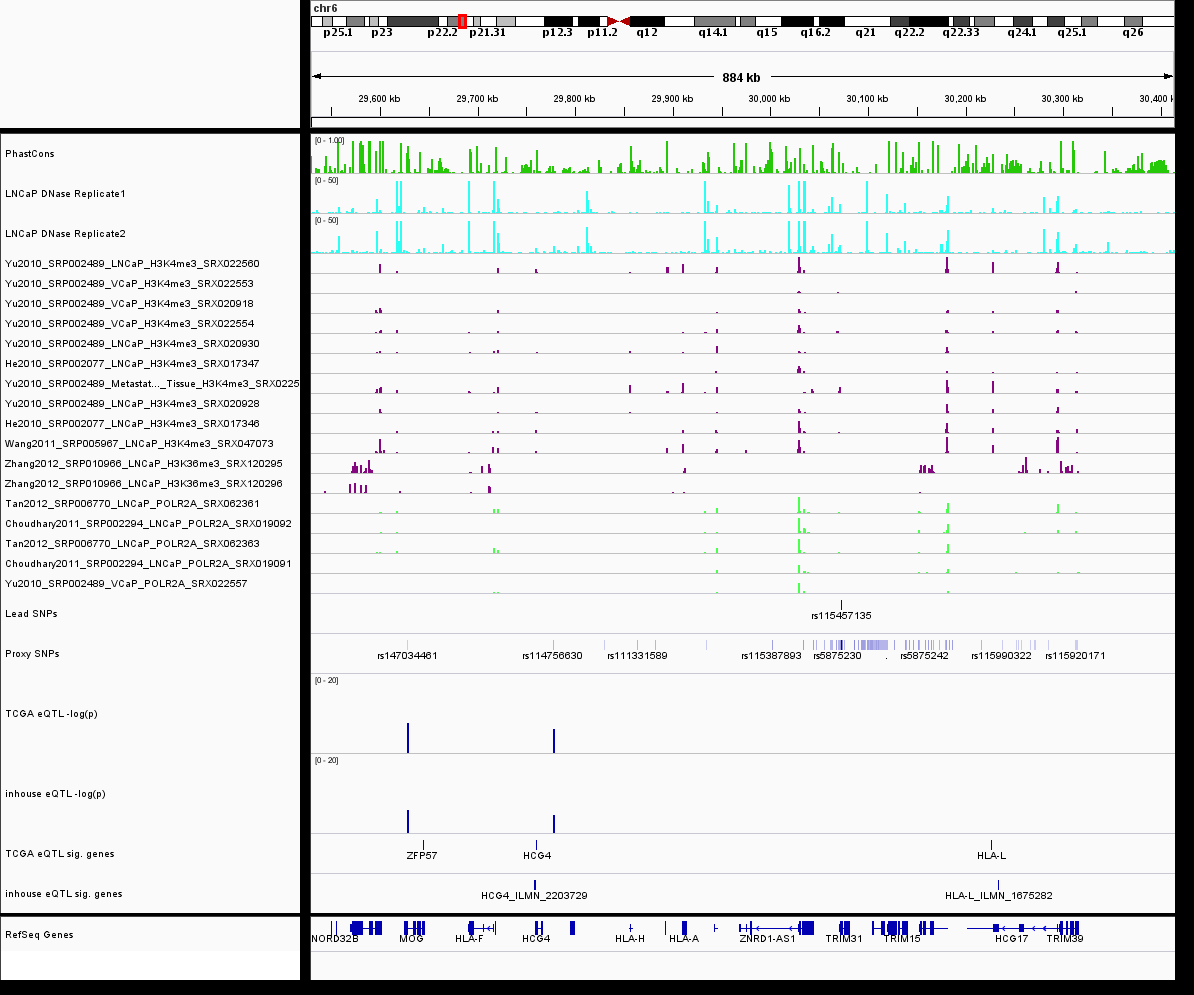 chr6
p25.1 p23 p22.2 p21.31 p12.3 p11.2 q12 q14.1 q15 q16.2 q21 q22.2 q22.33 q24.1 q25.1 q26
884 kb
29,600 kb 29,700 kb 29,800 kb 29,900 kb 30,000 kb 30,100 kb 30,200 kb 30,300 kb 30,400 k
PhastCons [0 - 1.00]
LNCaP DNase Replicate1 [0 - 50]
LNCaP DNase Replicate2 [0 - 50]
Yu2010_SRP002489_LNCaP_H3K4me3_SRX022560
Yu2010_SRP002489_VCaP_H3K4me3_SRX022553
Yu2010_SRP002489_VCaP_H3K4me3_SRX020918
Yu2010_SRP002489_VCaP_H3K4me3_SRX022554
Yu2010_SRP002489_LNCaP_H3K4me3_SRX020930
He2010_SRP002077_LNCaP_H3K4me3_SRX017347
Yu2010_SRP002489_Metastat..._Tissue_H3K4me3_SRX0225
Yu2010_SRP002489_LNCaP_H3K4me3_SRX020928
He2010_SRP002077_LNCaP_H3K4me3_SRX017346
Wang2011_SRP005967_LNCaP_H3K4me3_SRX047073
Zhang2012_SRP010966_LNCaP_H3K36me3_SRX120295
Zhang2012_SRP010966_LNCaP_H3K36me3_SRX120296
Tan2012_SRP006770_LNCaP_POLR2A_SRX062361
Choudhary2011_SRP002294_LNCaP_POLR2A_SRX019092
Tan2012_SRP006770_LNCaP_POLR2A_SRX062363
Choudhary2011_SRP002294_LNCaP_POLR2A_SRX019091
Yu2010_SRP002489_VCaP_POLR2A_SRX022557
Lead SNPs rs115457135
Proxy SNPs rs147034461 rs114756630 rs111331589 rs115387893 rs5875230 . rs5875242 rs115990322 rs115920171
[0 - 20]
TCGA eQTL -log(p)
[0 - 20]
inhouse eQTL -log(p)
TCGA eQTL sig. genes ZFP57 HCG4 HLA-L
inhouse eQTL sig. genes HCG4_ILMN_2203729 HLA-L_ILMN_1675282
RefSeq Genes NORD32B MOG HLA-F HCG4 HLA-H HLA-A ZNRD1-AS1 TRIM31 TRIM15 HCG17 TRIM39